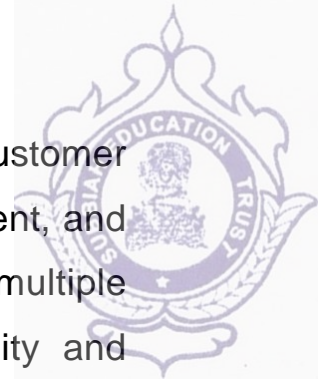 ustomer
EDUCATION TRUST
ent, and
multiple
ity and